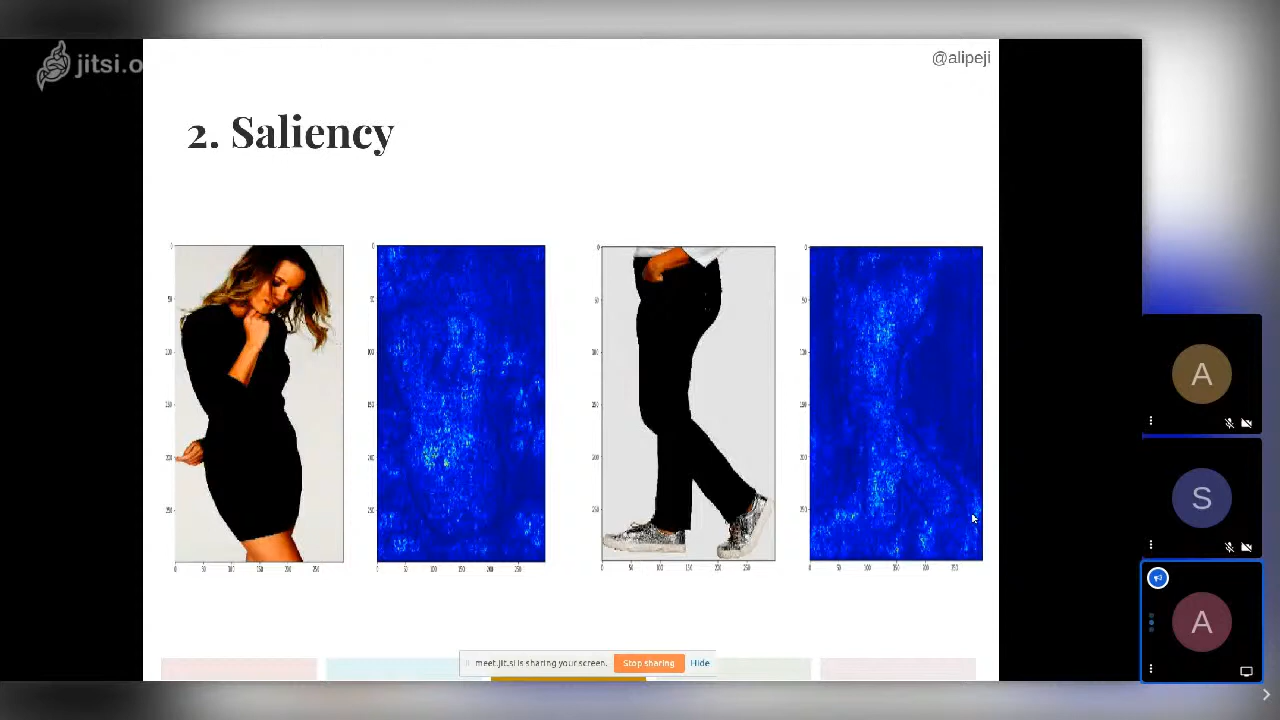 jitsi.o
@alipeji
2. Saliency
meet.jit.si is sharing your screen. Stop sharing Hide
A
S
A